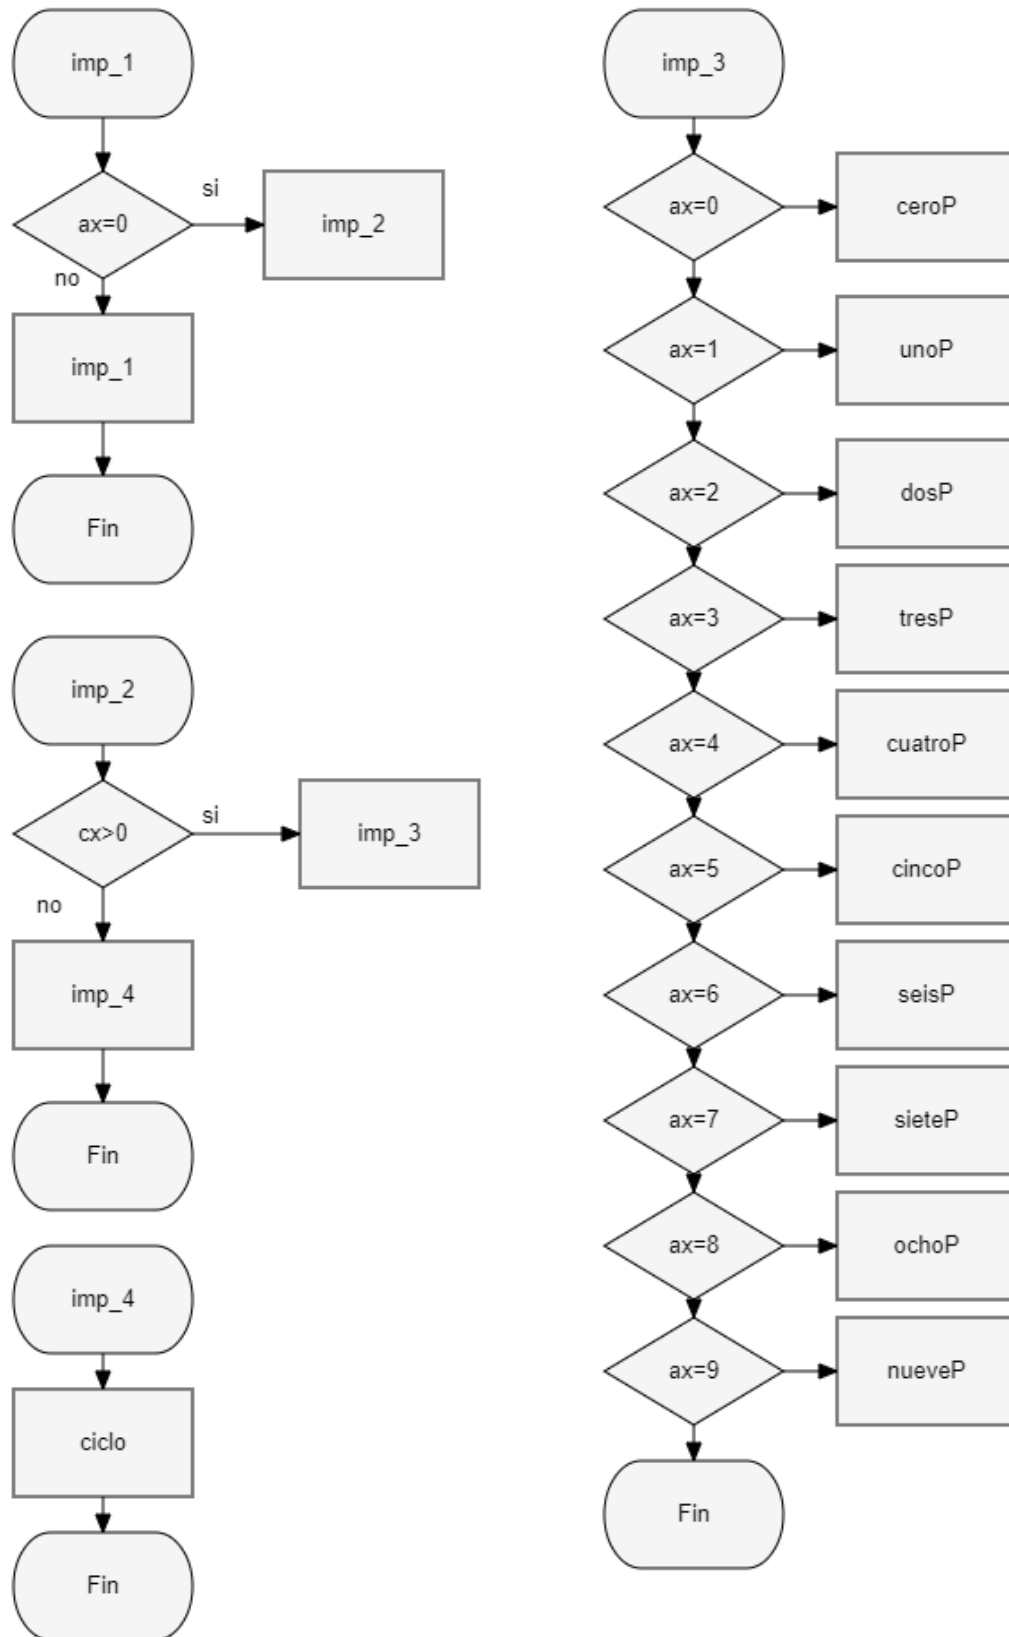 imp_1
ax=0
si
imp_2
no
imp_1
Fin
imp_2
cx>0
si
imp_3
no
imp_4
Fin
imp_4
ciclo
Fin
imp_3
ax=0
ceroP
ax=1
unoP
ax=2
dosP
ax=3
tresP
ax=4
cuatroP
ax=5
cincoP
ax=6
seisP
ax=7
sieteP
ax=8
ochoP
ax=9
nueveP
Fin